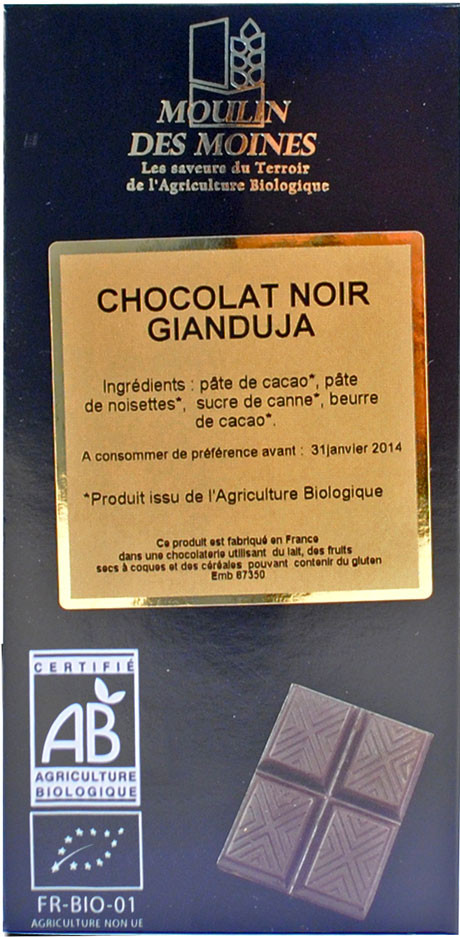 MOULIN
DES MOINES
Les saveurs du Terroir
de l'Agriculture Biologique
CHOCOLAT NOIR
GIANDUJA
Ingrédients : pâte de cacao*, pâte
de noisettes*, sucre de canne*, beurre
de cacao*.
A consommer de préférence avant : 31janvier 2014
*Produit issu de l'Agriculture Biologique
Ce produit est fabriqué en France
dans une chocolaterie utilisant du lait, des fruits
secs à coques et des céréales pouvant contenir du gluten
Emb 67350
CERTIFIÉ
AB
AGRICULTURE
BIOLOGIQUE
FR-BIO-01
AGRICULTURE NON UE